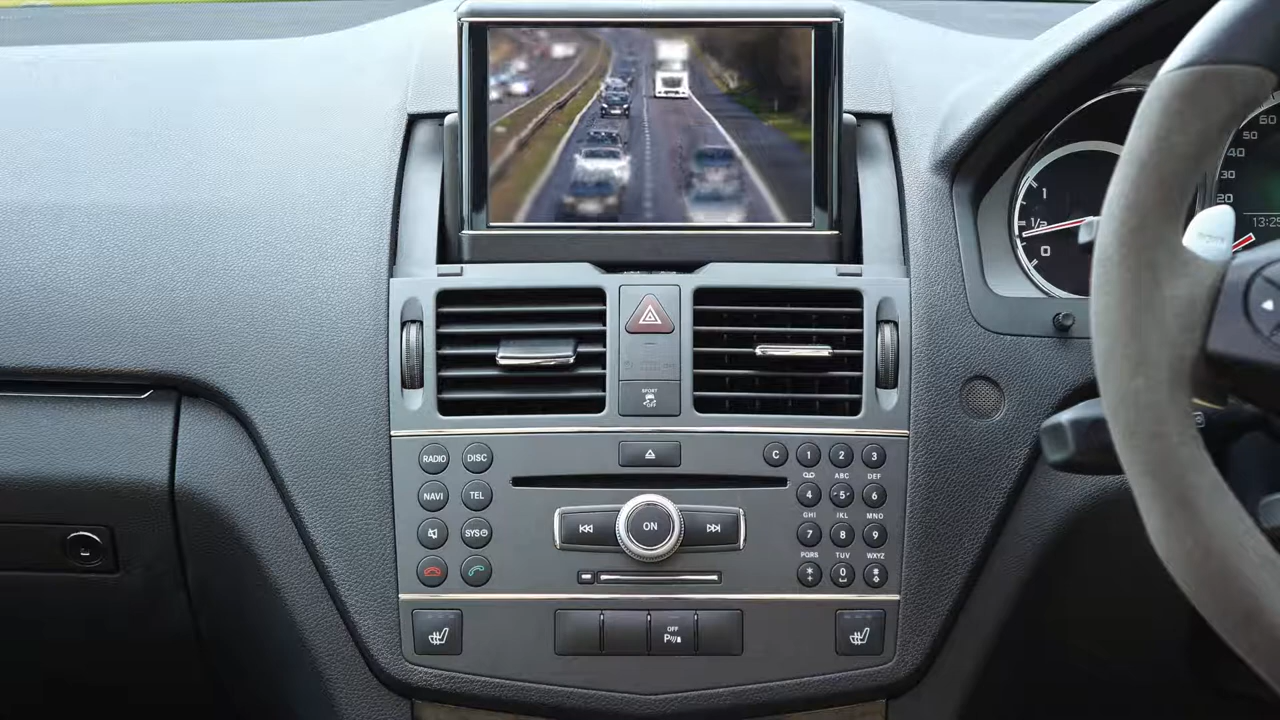 60
50
40
30
20
13:25
1
1/2
0
SPORT
OFF
RADIO DISC
C 1 2 3
ABC DEF
NAVI TEL
4 5 6
GHI JKL MNO
ON
SYS
7 8 9
PQRS TUV WXYZ
* 0 #
OFF
P